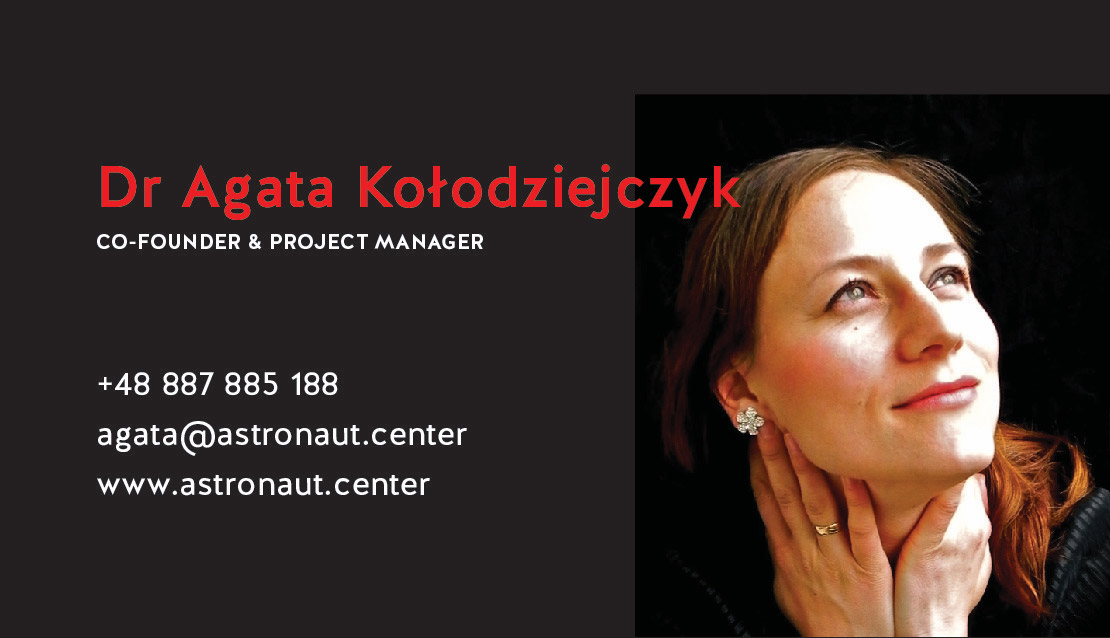 Dr Agata Kołodziejczyk
CO-FOUNDER & PROJECT MANAGER
+48 887 885 188
agata@astronaut.center
www.astronaut.center